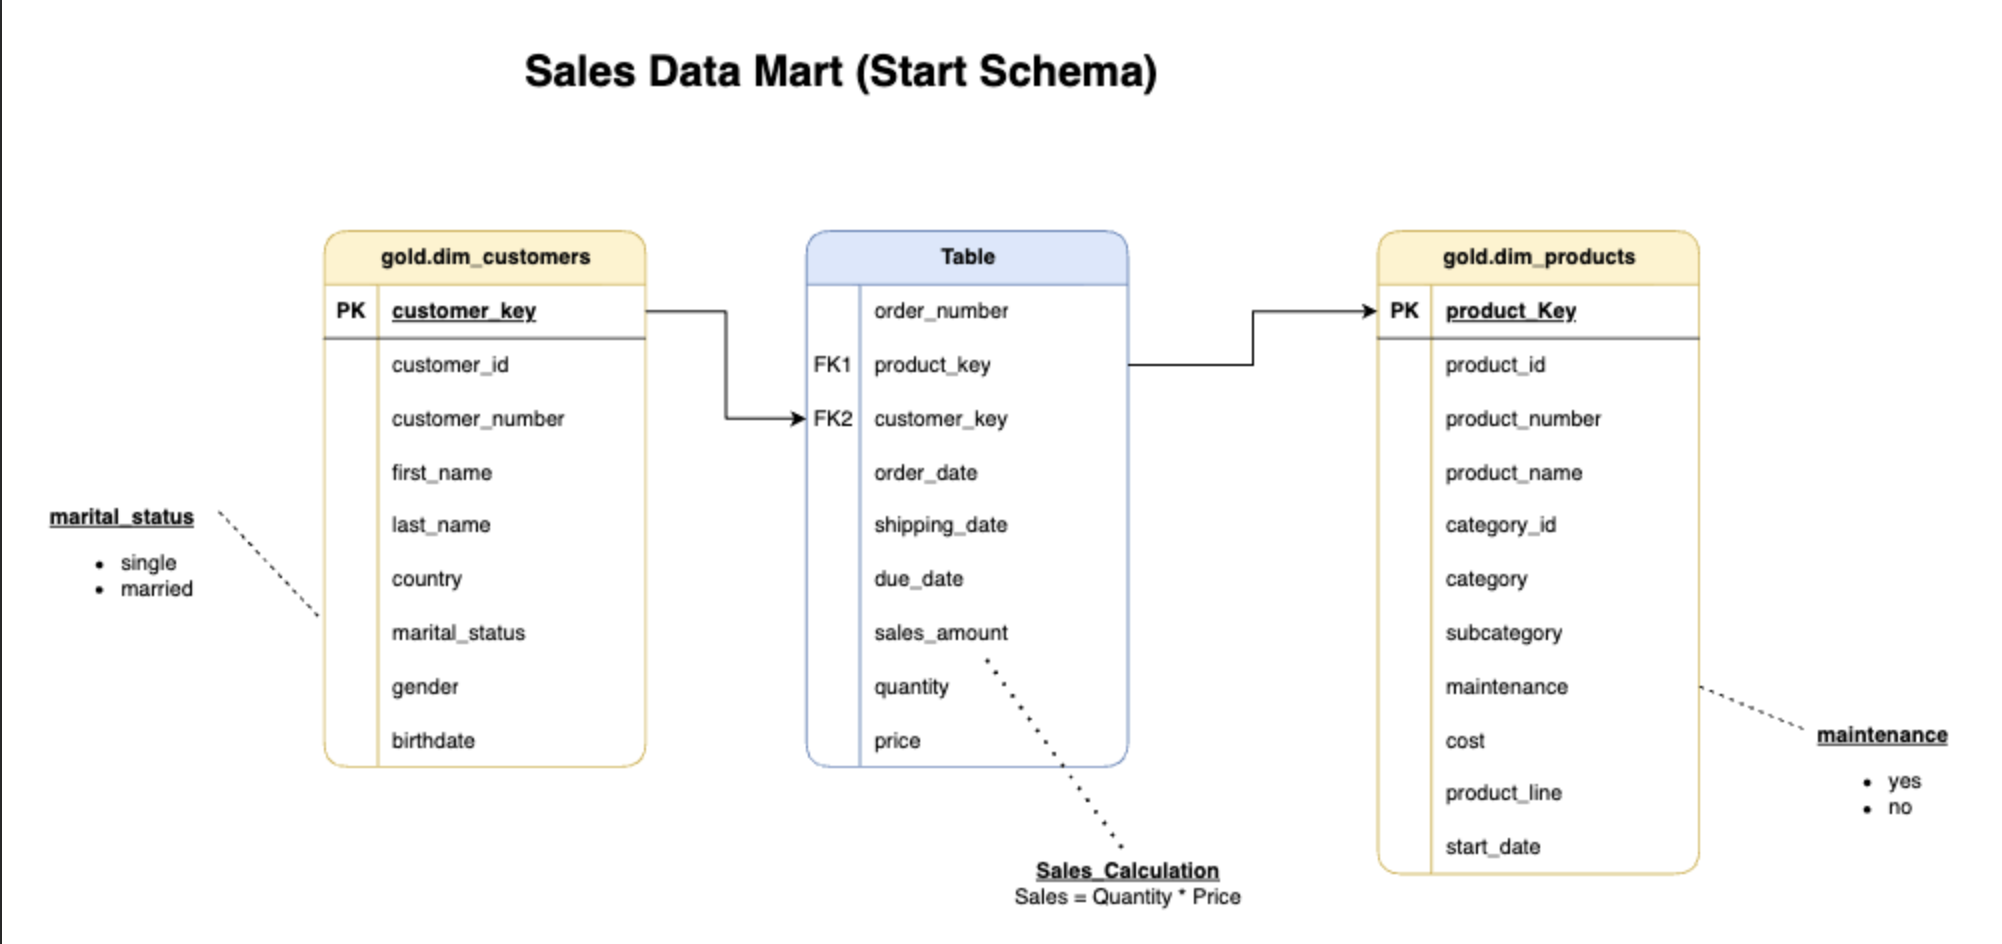 Sales Data Mart (Start Schema)
gold.dim_customers
PK customer_key
customer_id
customer_number
first_name
last_name
country
marital_status
gender
birthdate
marital_status
• single
• married
Table
order_number
FK1 product_key
FK2 customer_key
order_date
shipping_date
due_date
sales_amount
quantity
price
Sales_Calculation
Sales = Quantity * Price
gold.dim_products
PK product_Key
product_id
product_number
product_name
category_id
category
subcategory
maintenance
cost
product_line
start_date
maintenance
• yes
• no